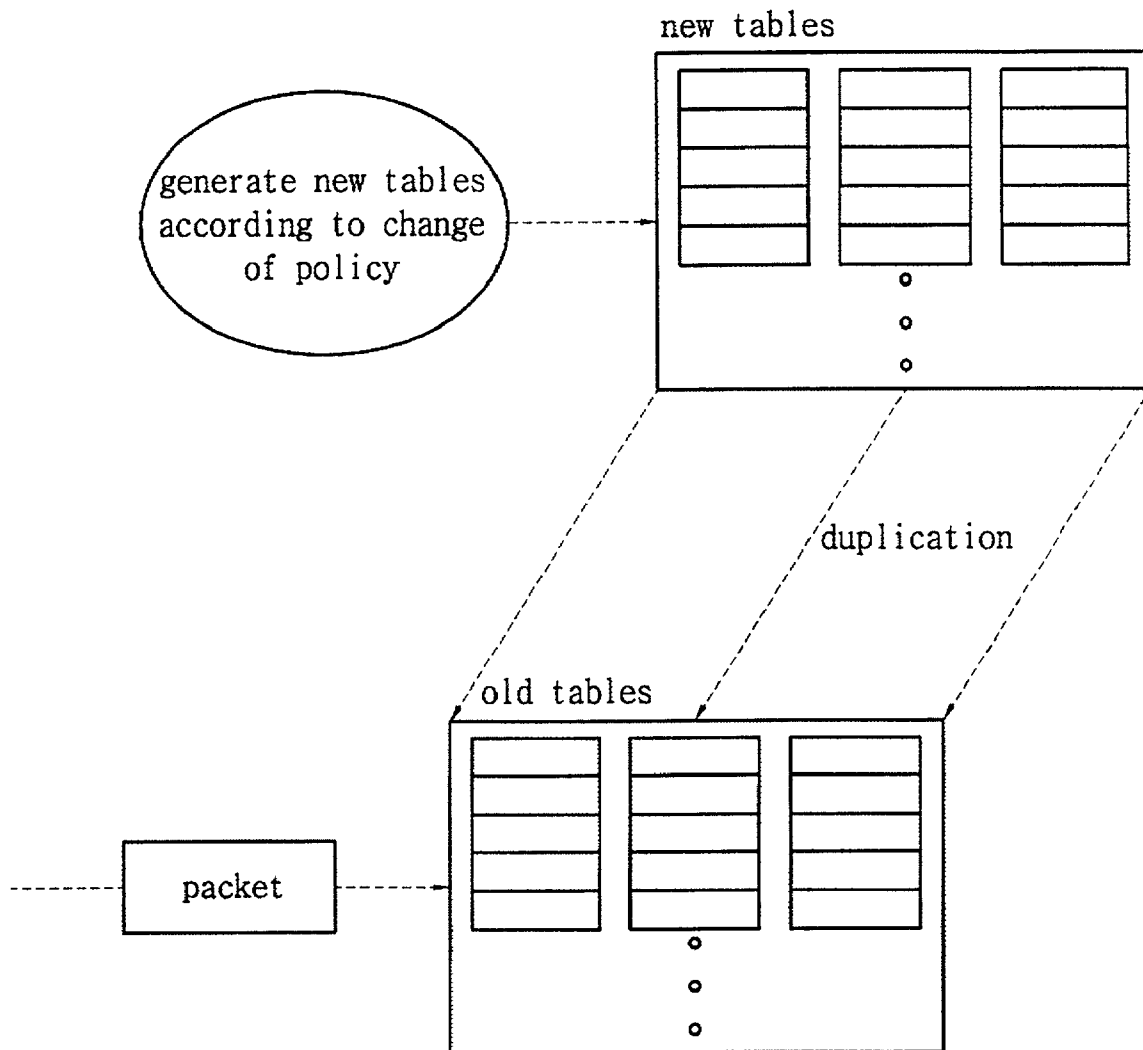 new tables
generate new tables
according to change
of policy
duplication
old tables
packet